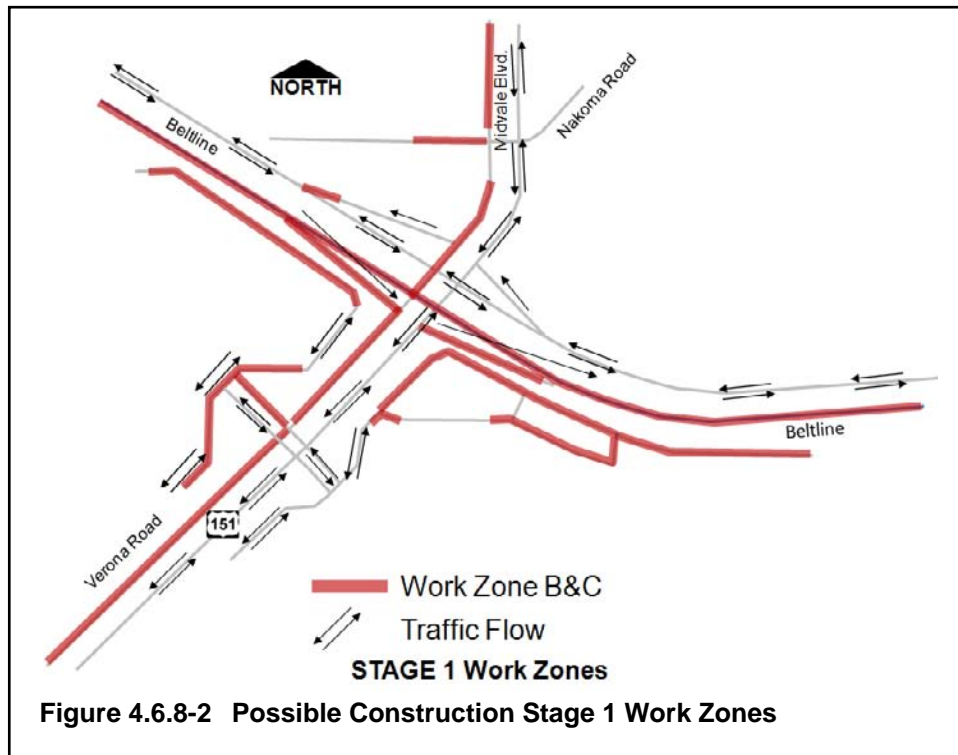 NORTH
Midvale Blvd.
Nakoma Road
Beltline
Beltline
Verona Road
151
Work Zone B&C
Traffic Flow
STAGE 1 Work Zones
Figure 4.6.8-2 Possible Construction Stage 1 Work Zones